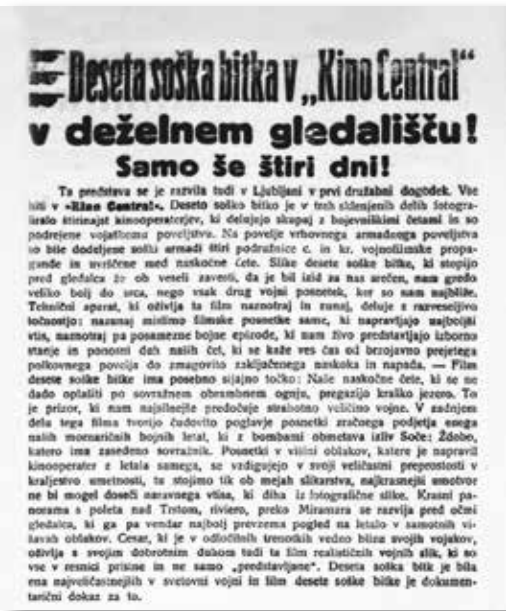 Deseta soška bitka v „Kino Central“
v deželnem gledališču!
Samo še štiri dni!
Ta predstava se je razvila tudi v Ljubljani v prvi družabni dogodek. Vse
hiti v »Kino Central«. Deseto soško bitko je v treh sklenjenih delih fotogra-
firalo štirinajst kinooperaterjev, ki delujejo skupaj z bojevniškimi četami in so
podrejene vojaškemu poveljstvu. Na povelje vrhovnega armadnega poveljstva
so bile dodeljene soški armadi štiri podružnice c. in kr. vojnofilmske propa-
gande in uvrščene med naskočne čete. Slike desete soške bitke, ki stopijo
pred gledalca že ob veseli zavesti, da je bil izid za nas srečen, nam gredo
veliko bolj do srca, nego vsak drug vojni posnetek, ker so nam najbliže.
Tehnični aparat, ki oživlja ta film naznotraj in zunaj, deluje z razveseljivo
točnostjo: nazunaj mislimo filmske posnetke same, ki napravljajo najboljši
vtis, naznotraj pa posamezne bojne epizode, ki nam živo predstavljajo izborno
stanje in ponosni duh naših čet, ki se kaže ves čas od brzojavno prejetega
polkovnega povelja do zmagovito zaključenega naskoka in napada. — Film
desete soške bitke ima posebno sijajno točko: Naše naskočne čete, ki se ne
dado oplašiti po sovražnem obrambnem ognju, pregazijo kraško jezero. To
je prizor, ki nam najsilnejše predočuje strahotno veličino vojne. V zadnjem
delu tega filma tvorijo čudovito poglavje posnetki zračnega podjetja enega
naših mornaričnih bojnih letal, ki z bombami obmetava izliv Soče: Ždobo,
katero ima zasedeno sovražnik. Posnetki v višini oblakov, katere je napravil
kinooperater z letala samega, se vzdigujejo v svoji veličastni preprostosti v
kraljestvo umetnosti, tu stojimo tik ob mejah slikarstva, najkrasnejši umotvor
ne bi mogel doseči naravnega vtisa, ki diha iz fotografične slike. Krasni pa-
norama s poleta nad Trstom, riviero, preko Miramara se razvija pred očmi
gledalca, ki ga pa vendar najbolj prevzema pogled na letalo v samotnih vi-
šavah oblakov. Cesar, ki je v odločilnih trenotkih vedno blizu svojih vojakov,
oživlja s svojim dobrotnim duhom tudi ta film realističnih vojnih slik, ki so
vse v resnici pristne in ne samo „predstavljane“. Deseta soška bitk je bila
ena največastnejših v svetovni vojni in film desete soške bitke je dokumen-
tarični dokaz za to.